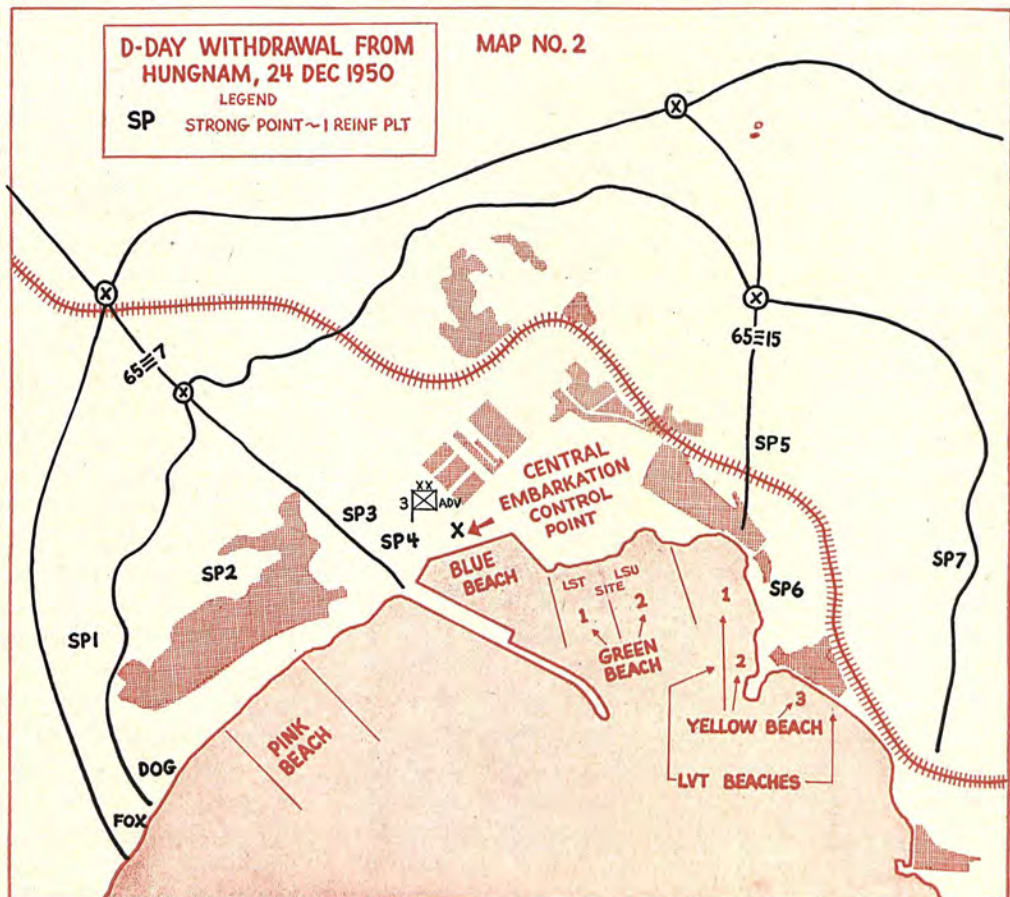 D-DAY WITHDRAWAL FROM
HUNGNAM, 24 DEC 1950
LEGEND
SP STRONG POINT~1 REINF PLT
MAP NO. 2
X
X
X
65≡7
X
65≡15
X
SP5
CENTRAL
EMBARKATION
CONTROL
POINT
XX
3 ADV
X
SP3
SP4
SP2
SP1
SP6
SP7
BLUE
BEACH
LST LSU
SITE
1 2
GREEN
BEACH
1
2
3
YELLOW BEACH
LVT BEACHES
PINK
BEACH
DOG
FOX